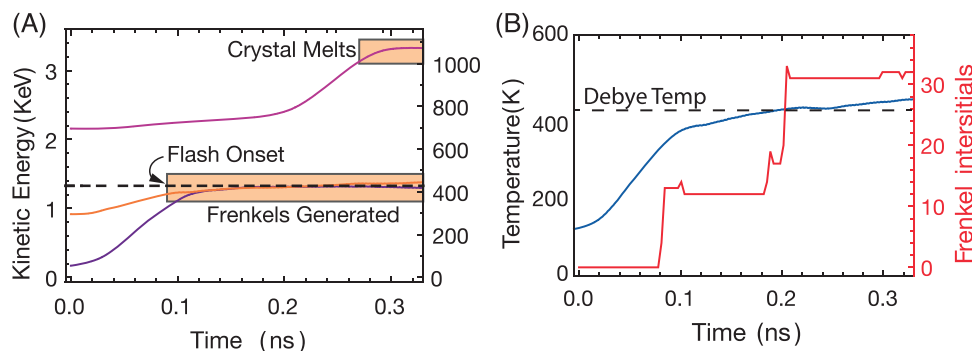 (A)
Kinetic Energy (KeV)
3
2
1
0
1000
800
600
400
200
0
Crystal Melts
Flash Onset
Frenkels Generated
0.0 0.1 0.2 0.3
Time (ns)
(B)
Temperature(K)
600
400
200
0
Debye Temp
30
20
10
0
Frenkel intersitials
0.0 0.1 0.2 0.3
Time (ns)